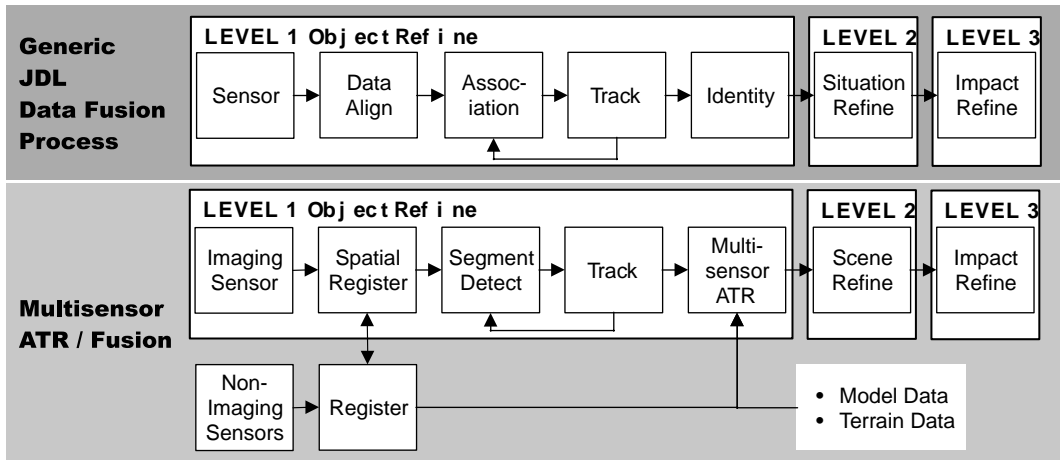 Generic
JDL
Data Fusion
Process
LEVEL 1 Object Refine
Sensor
Data
Align
Assoc-
iation
Track
Identity
LEVEL 2
Situation
Refine
LEVEL 3
Impact
Refine
Multisensor
ATR / Fusion
LEVEL 1 Object Refine
Imaging
Sensor
Spatial
Register
Segment
Detect
Track
Multi-
sensor
ATR
LEVEL 2
Scene
Refine
LEVEL 3
Impact
Refine
Non-
Imaging
Sensors
Register
• Model Data
• Terrain Data